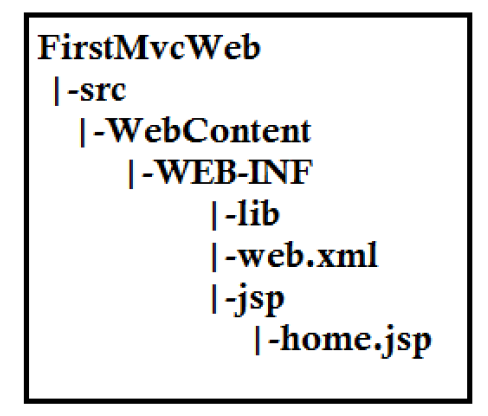 FirstMvcWeb
|-src
|-WebContent
|-WEB-INF
|-lib
|-web.xml
|-jsp
|-home.jsp